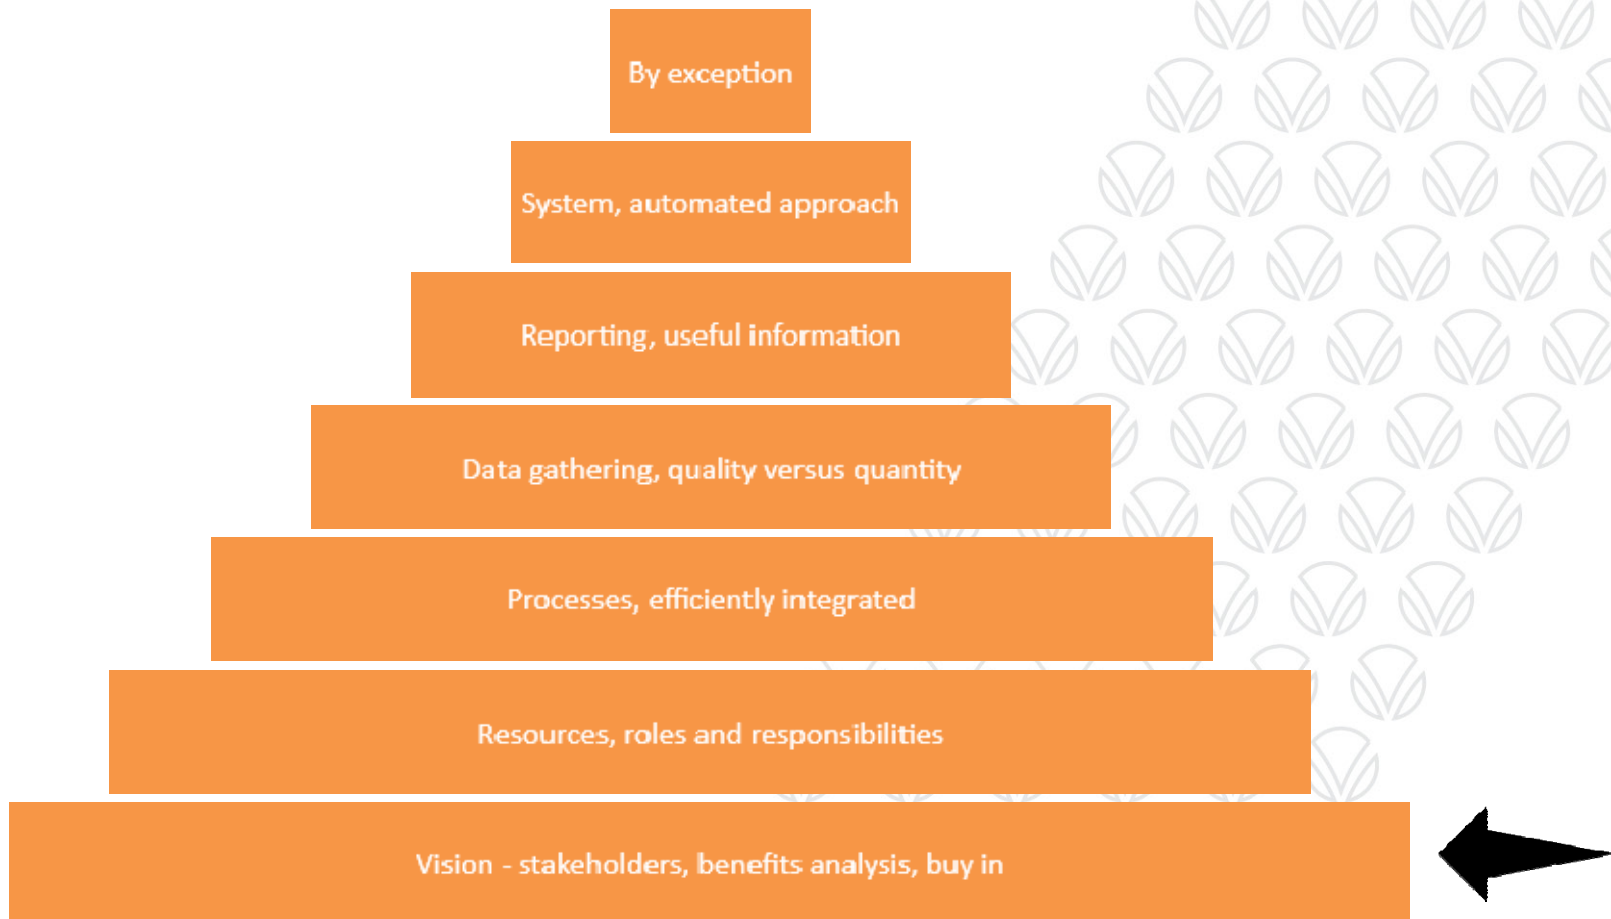 By exception
System, automated approach
Reporting, useful information
Data gathering, quality versus quantity
Processes, efficiently integrated
Resources, roles and responsibilities
Vision - stakeholders, benefits analysis, buy in